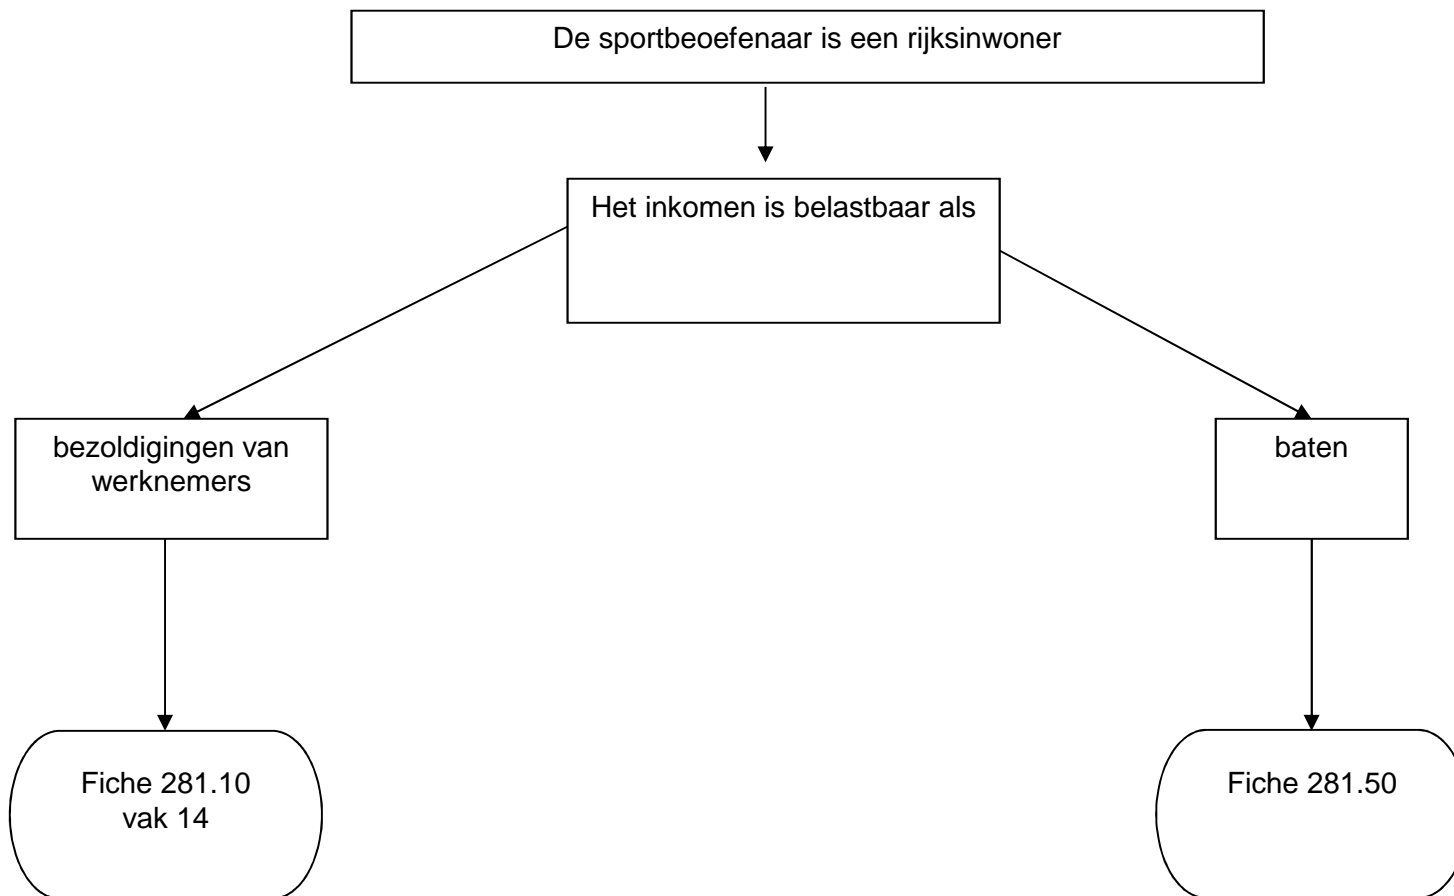 De sportbeoefenaar is een rijksinwoner
Het inkomen is belastbaar als
bezoldigingen van
werknemers
baten
Fiche 281.10
vak 14
Fiche 281.50